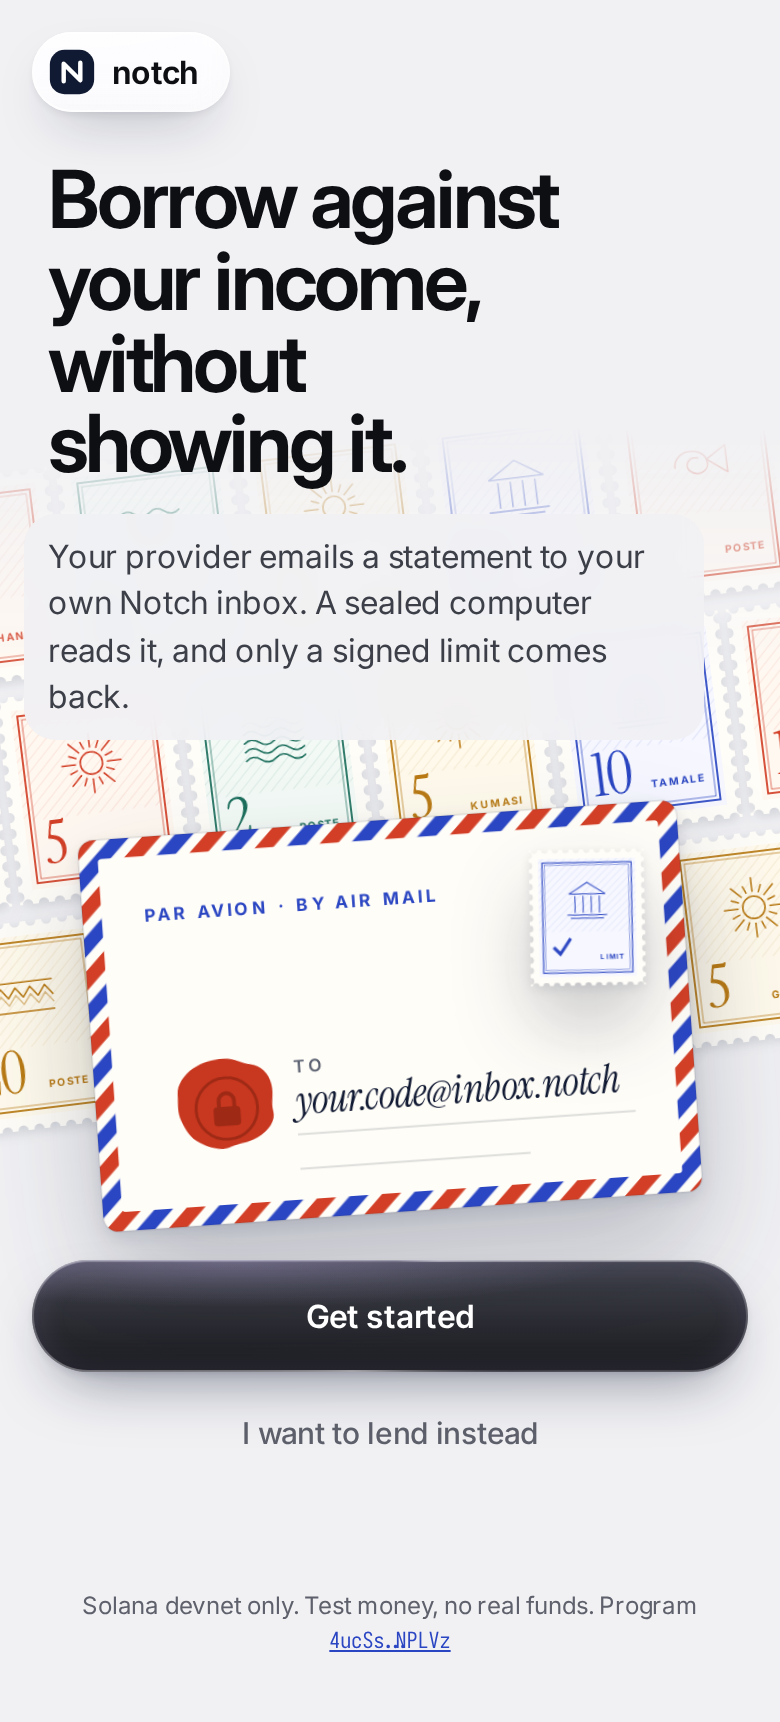 notch
Borrow against
your income,
without
showing it.
POSTE
Your provider emails a statement to your
own Notch inbox. A sealed computer
reads it, and only a signed limit comes
back.
5
2
5 KUMASI
10 TAMALE
PAR AVION · BY AIR MAIL
LIMIT
5
POSTE
TO
your.code@inbox.notch
Get started
I want to lend instead
Solana devnet only. Test money, no real funds. Program
4ucSs…NPLVz